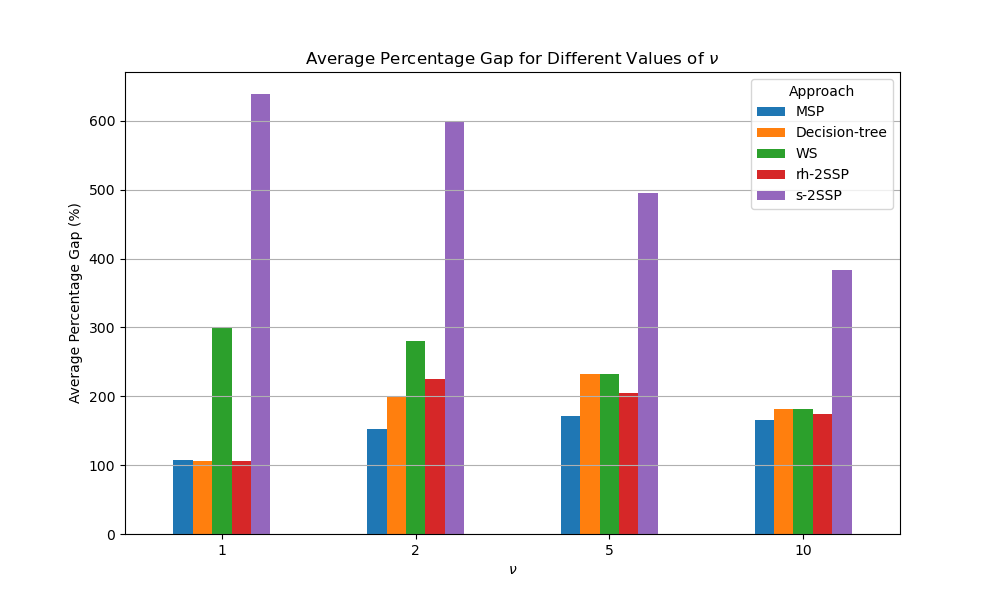 Average Percentage Gap for Different Values of ν
Average Percentage Gap (%)
600
500
400
300
200
100
0
1 2 5 10
ν
Approach
MSP
Decision-tree
WS
rh-2SSP
s-2SSP